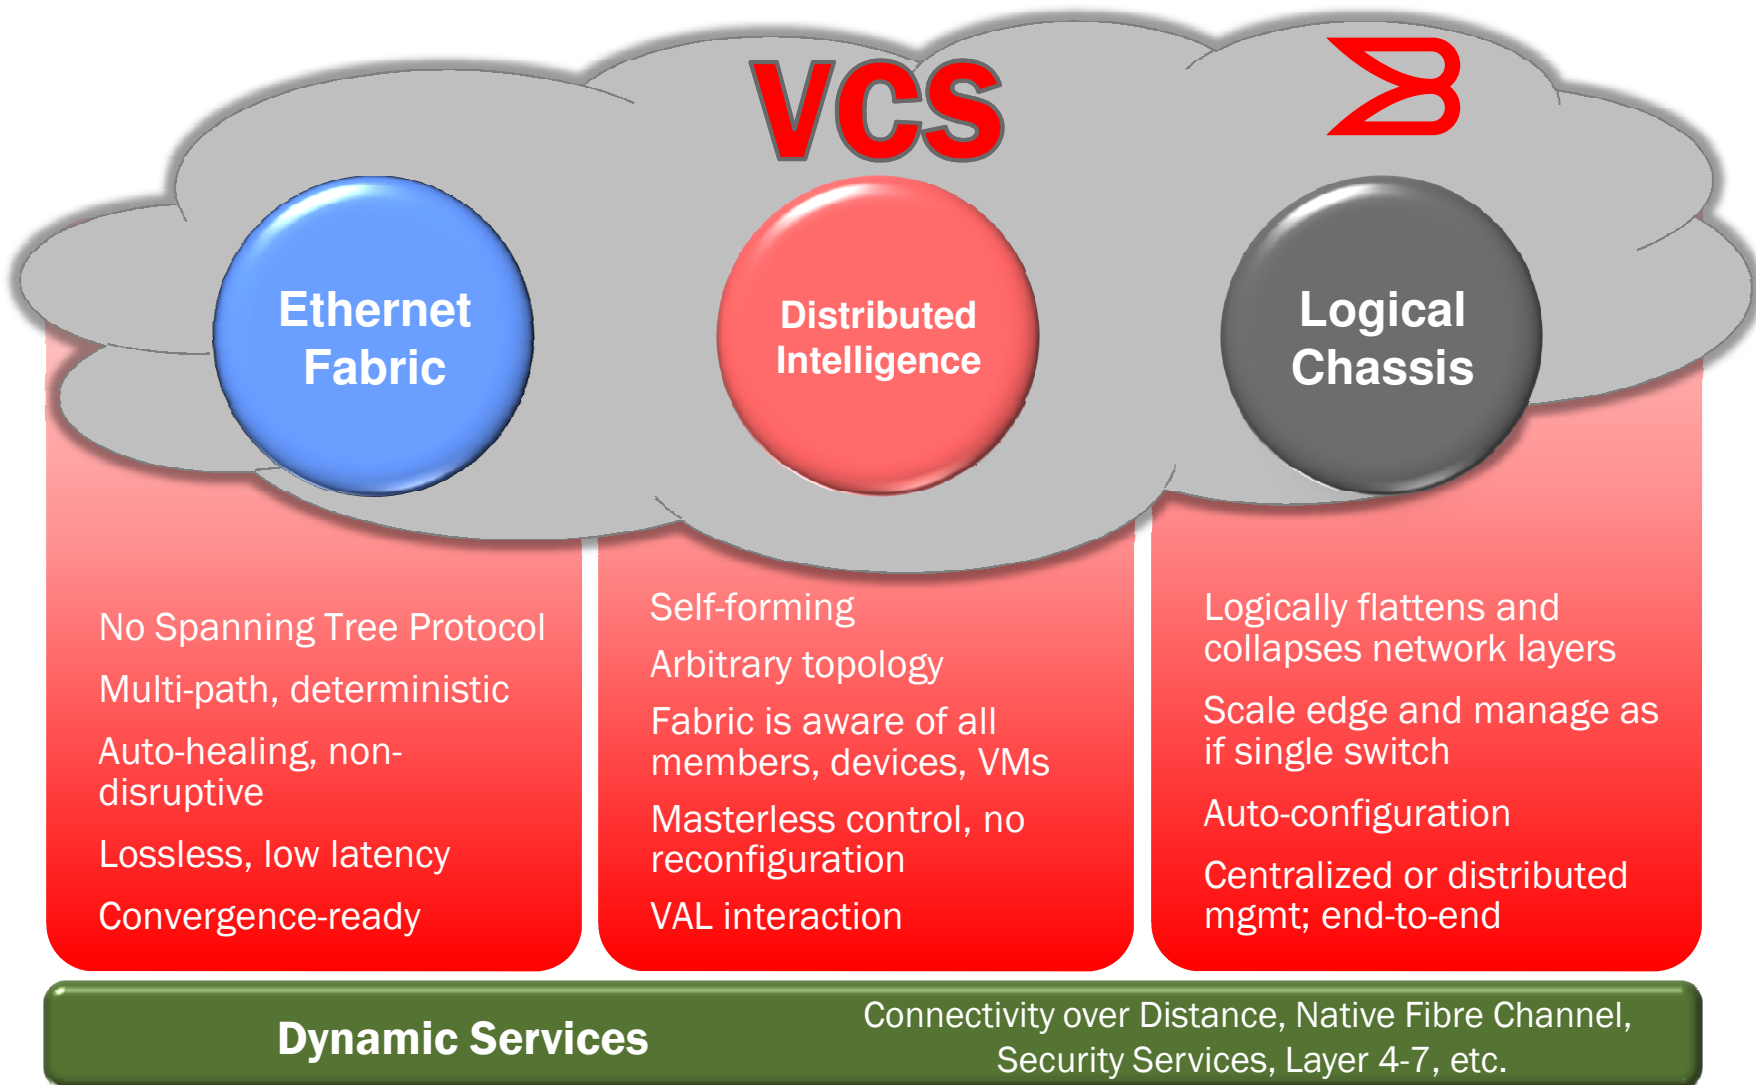 VCS
Ethernet
Fabric
Distributed
Intelligence
Logical
Chassis
No Spanning Tree Protocol
Multi-path, deterministic
Auto-healing, non-
disruptive
Lossless, low latency
Convergence-ready
Self-forming
Arbitrary topology
Fabric is aware of all
members, devices, VMs
Masterless control, no
reconfiguration
VAL interaction
Logically flattens and
collapses network layers
Scale edge and manage as
if single switch
Auto-configuration
Centralized or distributed
mgmt; end-to-end
Dynamic Services
Connectivity over Distance, Native Fibre Channel,
Security Services, Layer 4-7, etc.